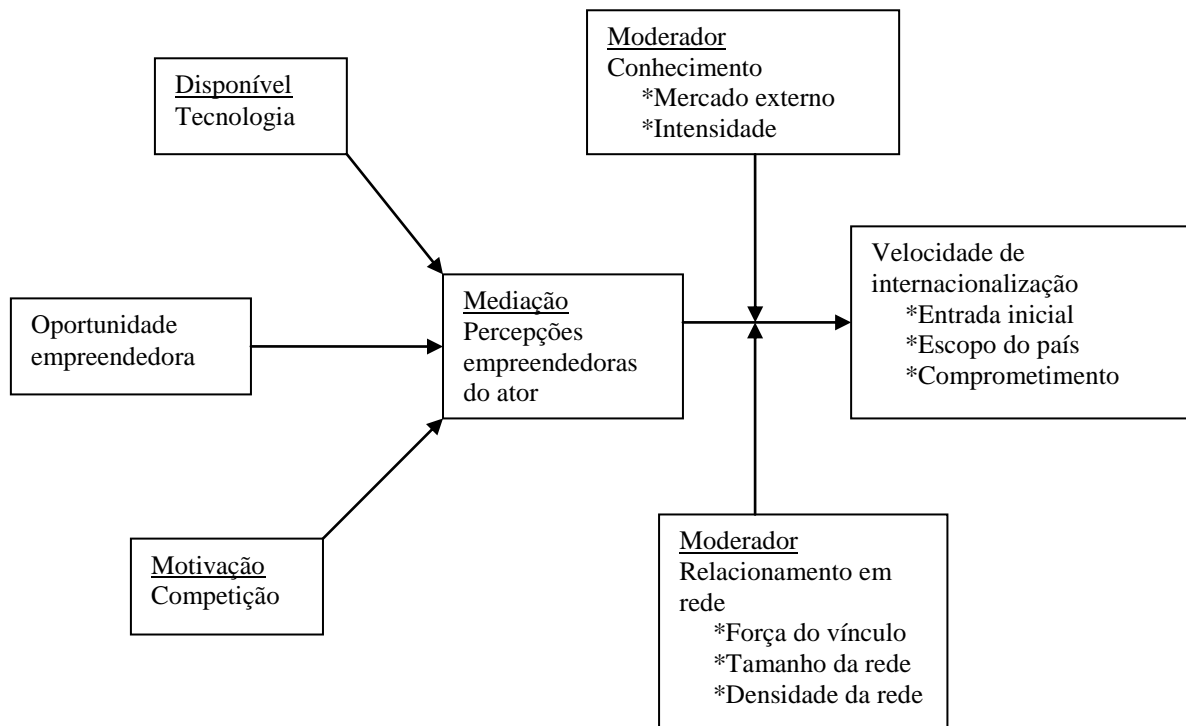 Disponível
Tecnologia
Moderador
Conhecimento
*Mercado externo
*Intensidade
Oportunidade
empreendedora
Mediação
Percepções
empreendedoras
do ator
Velocidade de
internacionalização
*Entrada inicial
*Escopo do país
*Comprometimento
Motivação
Competição
Moderador
Relacionamento em
rede
*Força do vínculo
*Tamanho da rede
*Densidade da rede